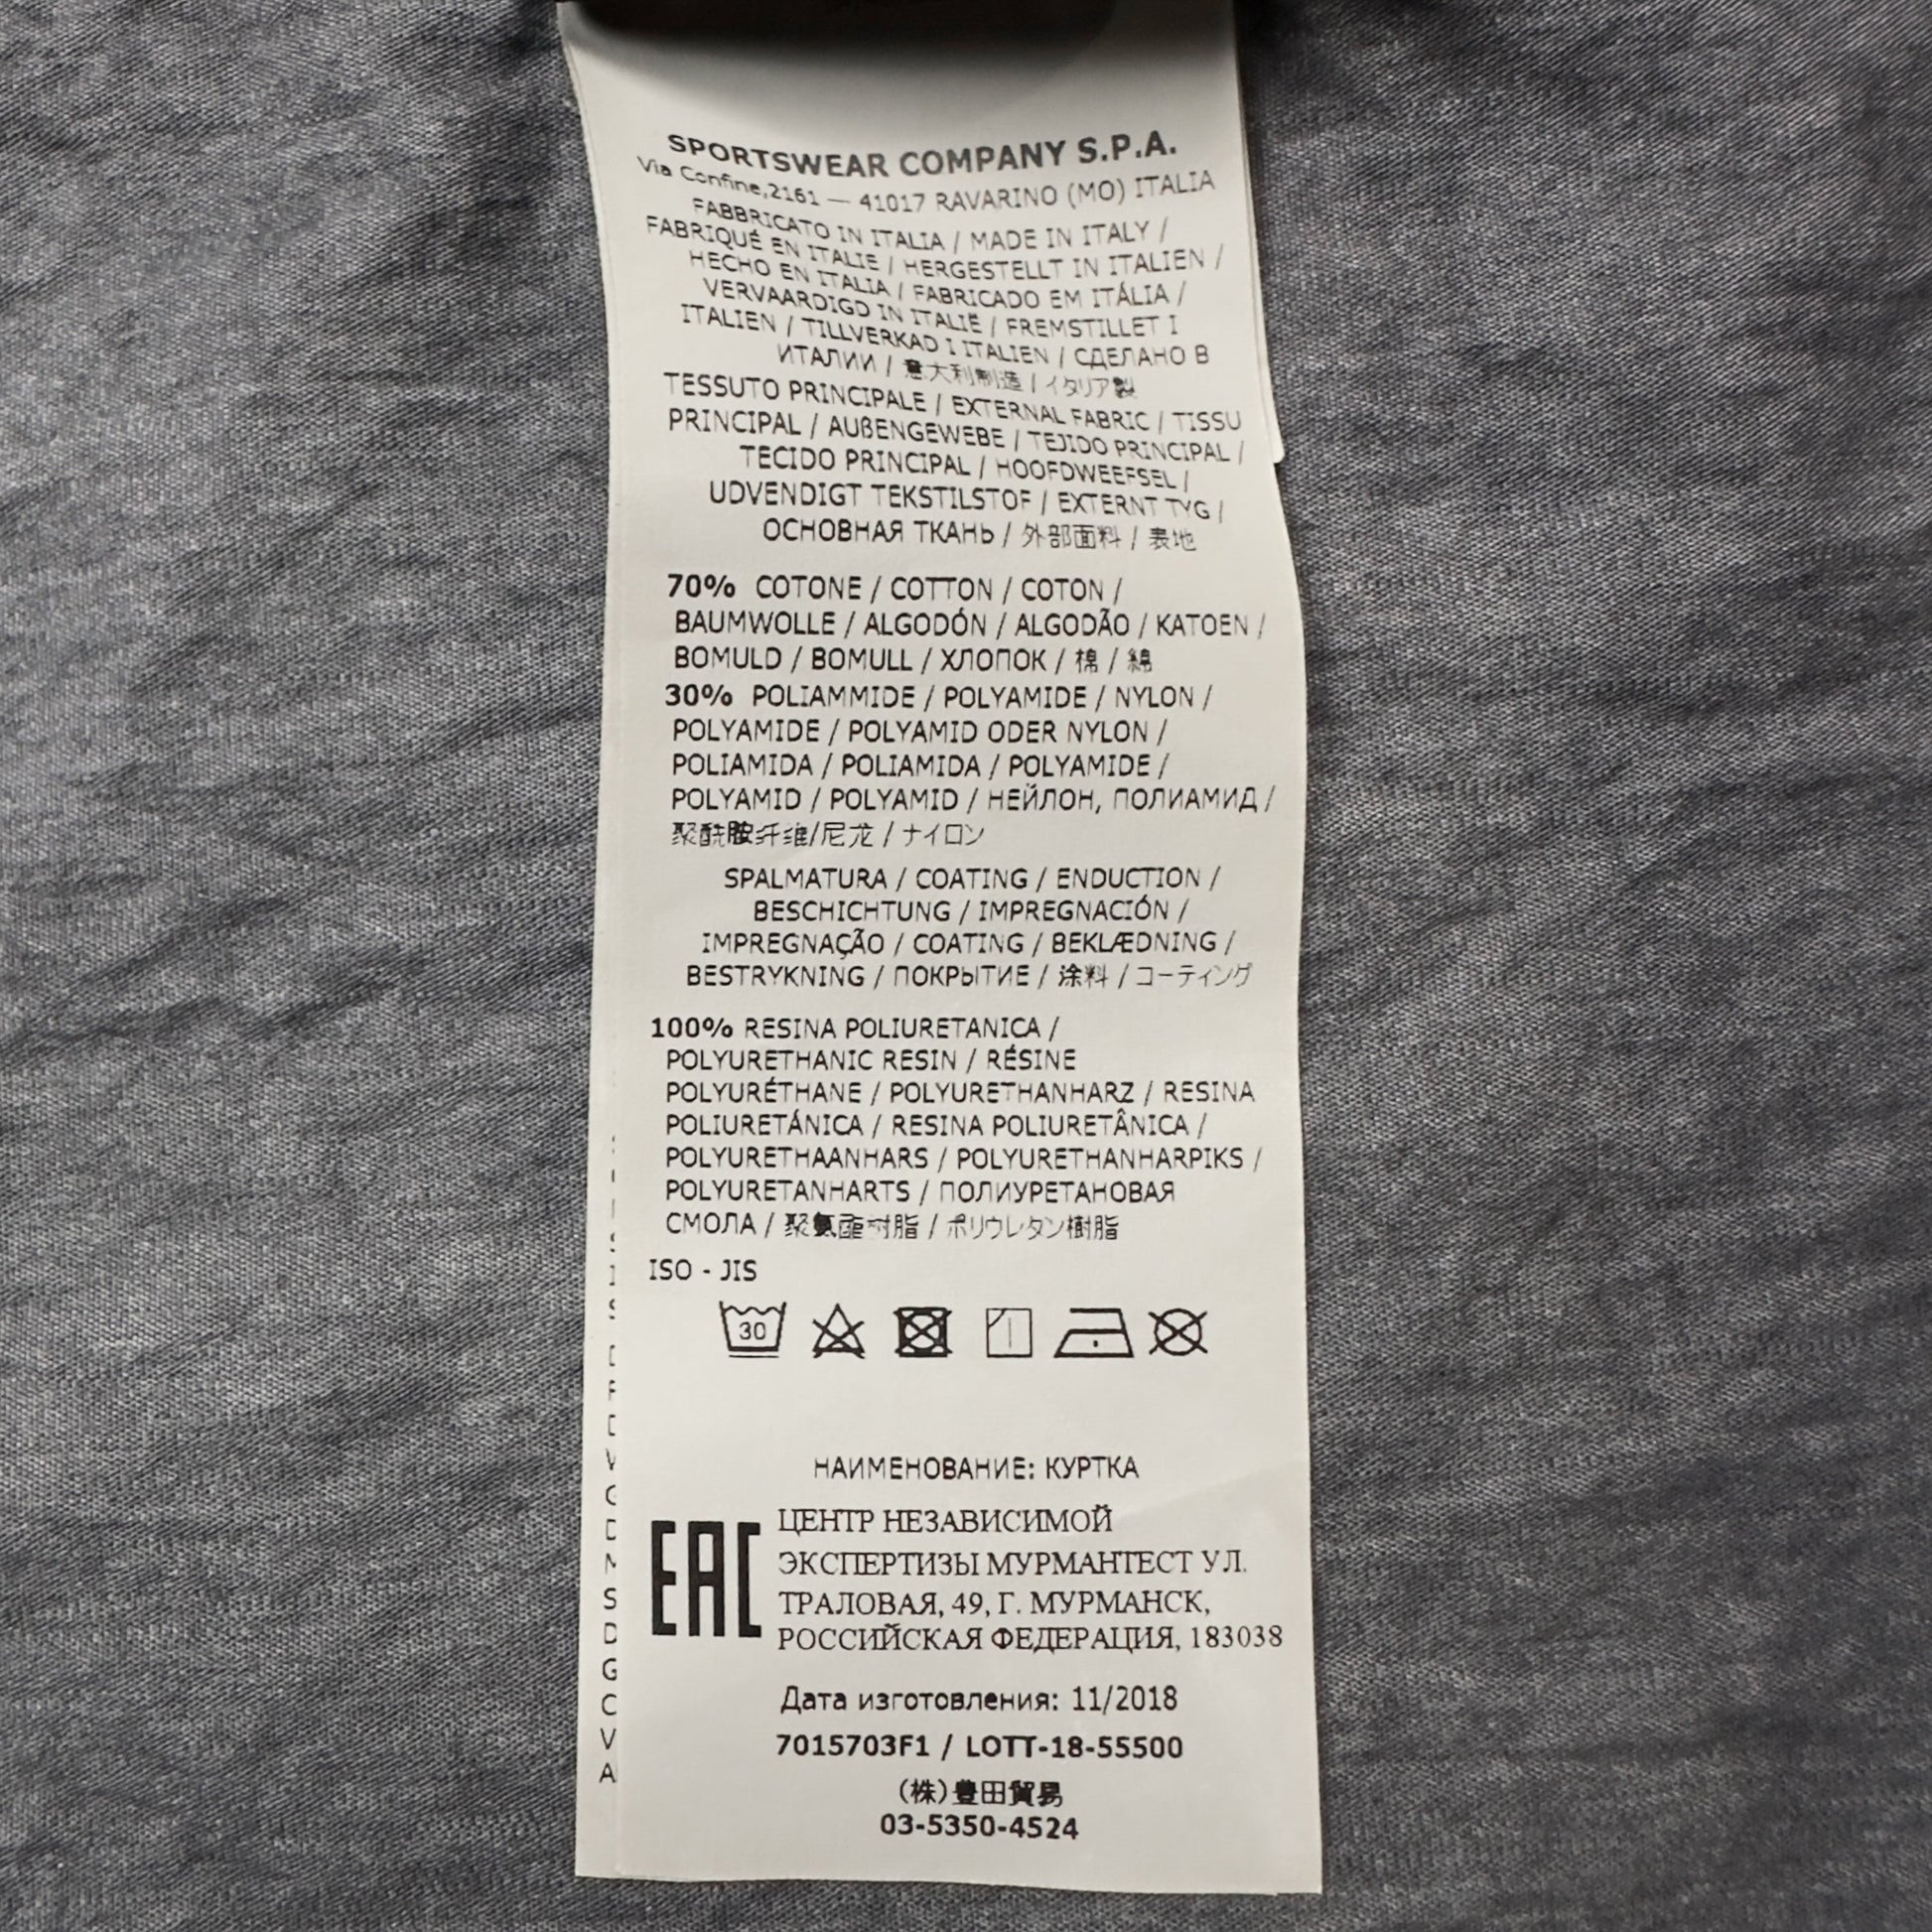 SPORTSWEAR COMPANY S.P.A.
Via Confine,2161 — 41017 RAVARINO (MO) ITALIA
FABBRICATO IN ITALIA / MADE IN ITALY /
FABRIQUÉ EN ITALIE / HERGESTELLT IN ITALIEN /
HECHO EN ITALIA / FABRICADO EM ITÁLIA /
VERVAARDIGD IN ITALIË / FREMSTILLET I
ITALIEN / TILLVERKAD I ITALIEN / СДЕЛАНО В
ИТАЛИИ / 意大利制造 / イタリア製
TESSUTO PRINCIPALE / EXTERNAL FABRIC / TISSU
PRINCIPAL / AUßENGEWEBE / TEJIDO PRINCIPAL /
TECIDO PRINCIPAL / HOOFDWEEFSEL /
UDVENDIGT TEKSTILSTOF / EXTERNT TYG /
ОСНОВНАЯ ТКАНЬ / 外部面料 / 表地
70% COTONE / COTTON / COTON /
BAUMWOLLE / ALGODÓN / ALGODÃO / KATOEN /
BOMULD / BOMULL / ХЛОПОК / 棉 / 綿
30% POLIAMMIDE / POLYAMIDE / NYLON /
POLYAMIDE / POLYAMID ODER NYLON /
POLIAMIDA / POLIAMIDA / POLYAMIDE /
POLYAMID / POLYAMID / НЕЙЛОН, ПОЛИАМИД /
聚酰胺纤维/尼龙 / ナイロン
SPALMATURA / COATING / ENDUCTION /
BESCHICHTUNG / IMPREGNACIÓN /
IMPREGNAÇÃO / COATING / BEKLÆDNING /
BESTRYKNING / ПОКРЫТИЕ / 涂料 / コーティング
100% RESINA POLIURETANICA /
POLYURETHANIC RESIN / RÉSINE
POLYURÉTHANE / POLYURETHANHARZ / RESINA
POLIURETÁNICA / RESINA POLIURETÂNICA /
POLYURETHAANHARS / POLYURETHANHARPIKS /
POLYURETANHARTS / ПОЛИУРЕТАНОВАЯ
СМОЛА / 聚氨酯树脂 / ポリウレタン樹脂
ISO - JIS
30
НАИМЕНОВАНИЕ: КУРТКА
EAC
ЦЕНТР НЕЗАВИСИМОЙ
ЭКСПЕРТИЗЫ МУРМАНТЕСТ УЛ.
ТРАЛОВАЯ, 49, Г. МУРМАНСК,
РОССИЙСКАЯ ФЕДЕРАЦИЯ, 183038
Дата изготовления: 11/2018
7015703F1 / LOTT-18-55500
(株)豊田貿易
03-5350-4524